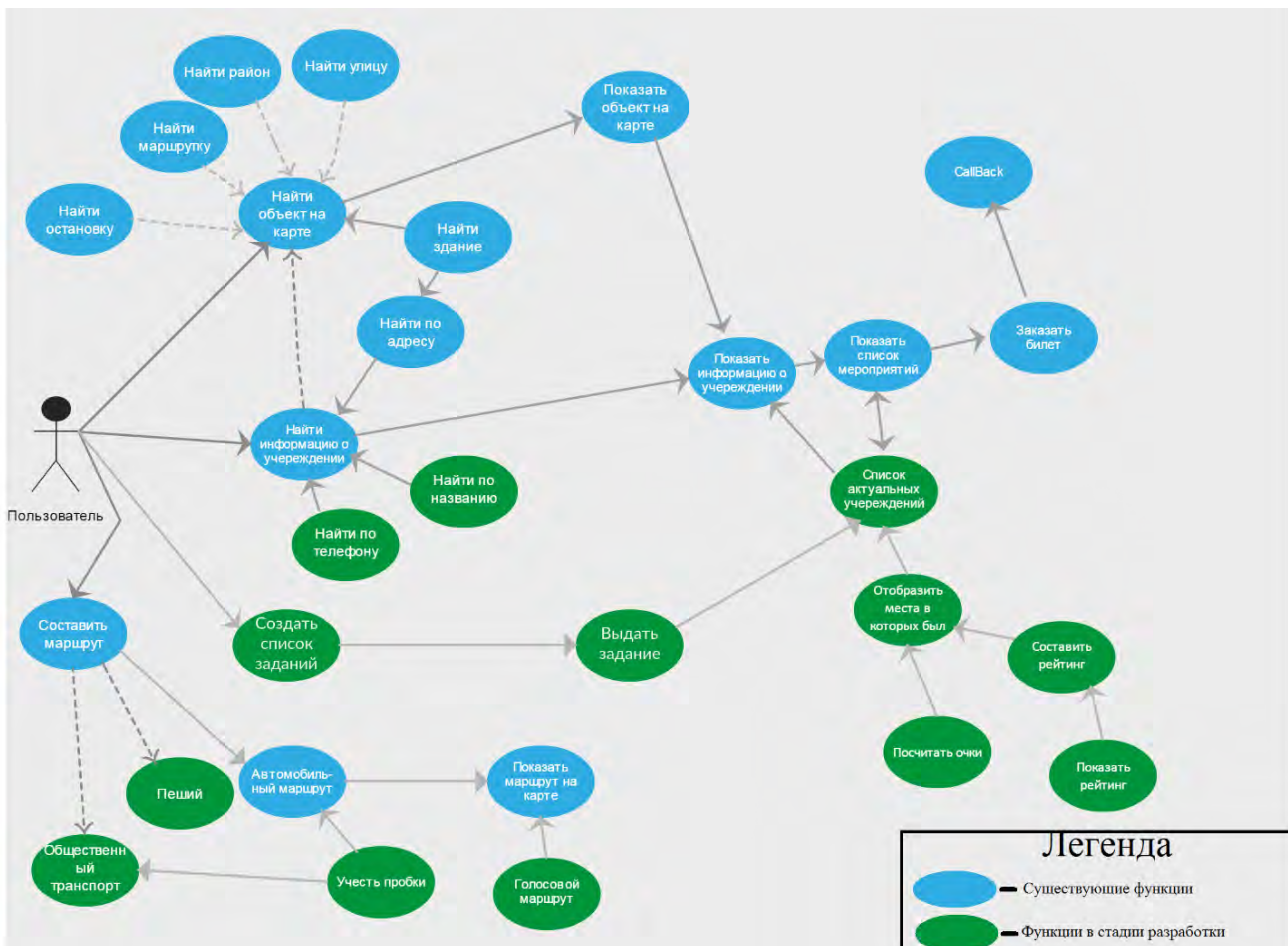 Найти район
Найти улицу
Показать
объект на
карте
Найти
маршрутку
CallBack
Найти
остановку
Найти
объект на
карте
Найти
здание
Найти по
адресу
Показать
информацию о
учереждении
Показать
список
мероприятий
Заказать
билет
Пользователь
Найти
информацию о
учереждении
Найти по
названию
Найти по
телефону
Список
актуальных
учереждений
Составить
маршрут
Создать
список
заданий
Выдать
задание
Отобразить
места в
которых был
Составить
рейтинг
Посчитать очки
Показать
рейтинг
Пеший
Автомобиль-
ный маршрут
Показать
маршрут на
карте
Общественн
ый
транспорт
Учесть пробки
Голосовой
маршрут
Легенда
Существующие функции
Функции в стадии разработки